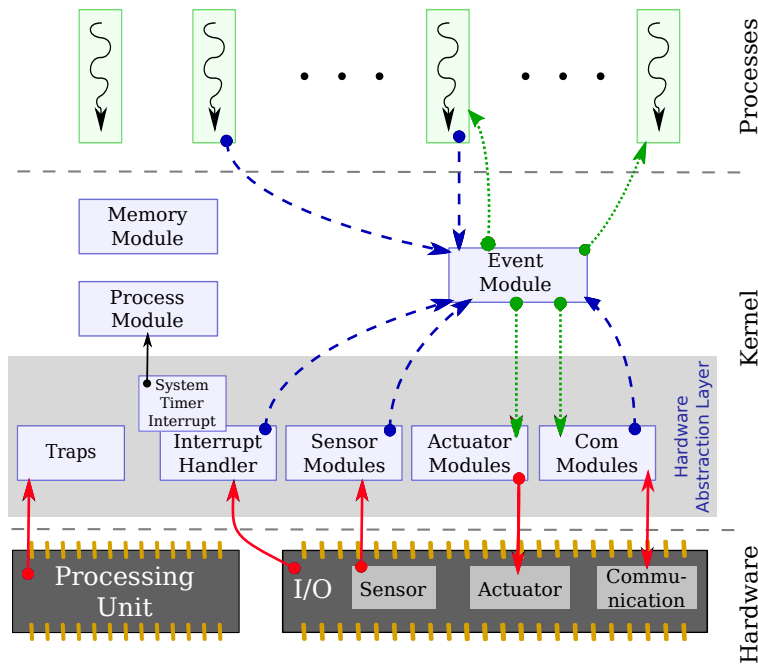 Processes
Memory
Module
Event
Module
Process
Module
Kernel
System
Timer
Interrupt
Traps
Interrupt
Handler
Sensor
Modules
Actuator
Modules
Com
Modules
Hardware
Abstraction Layer
Processing
Unit
I/O
Sensor
Actuator
Commu-
nication
Hardware